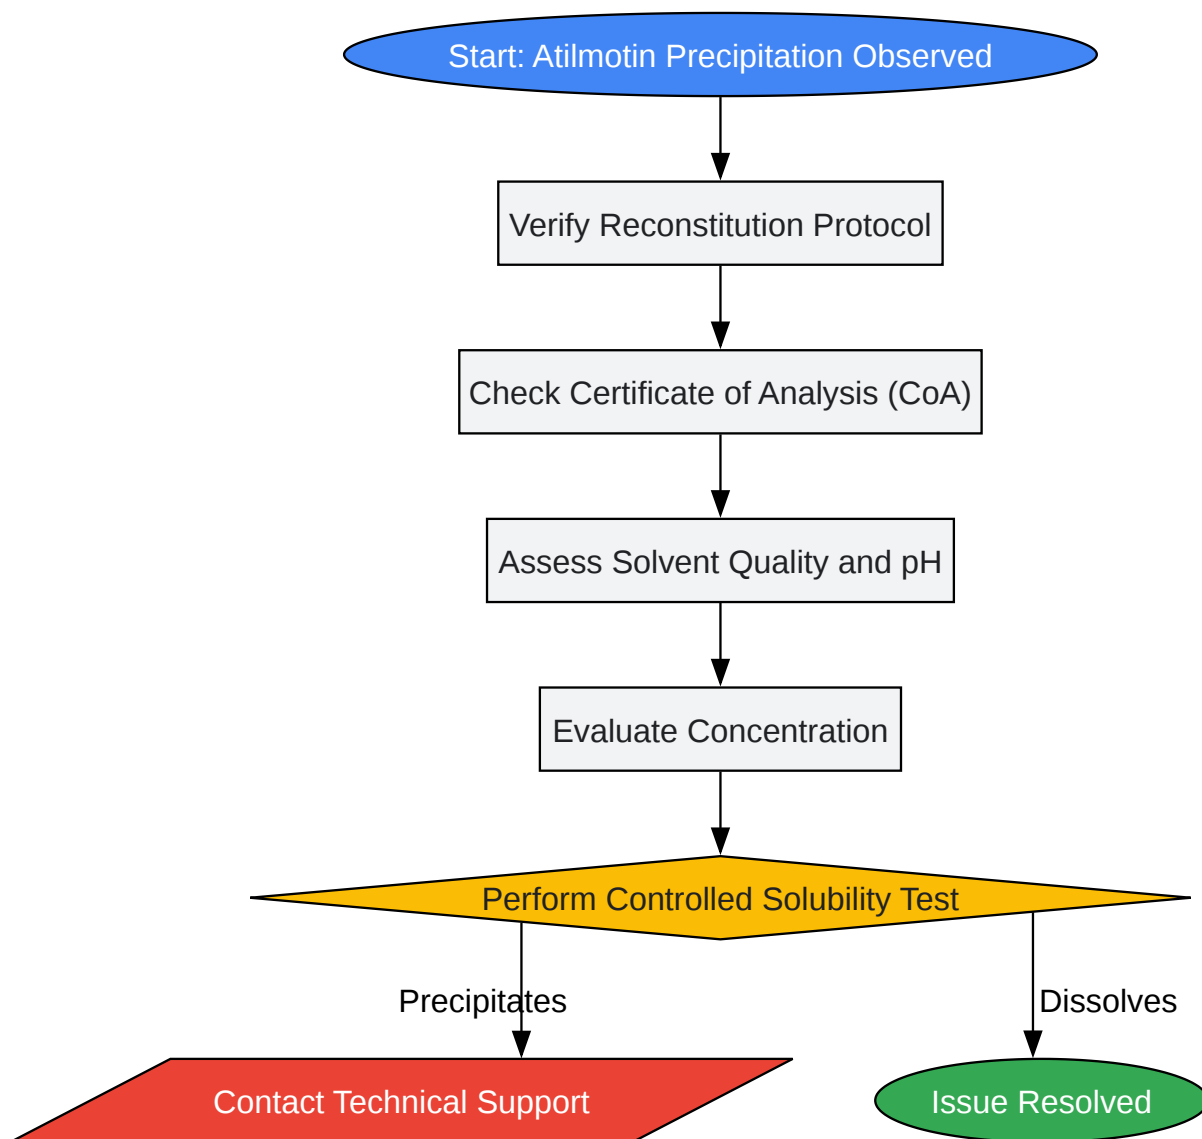 Start: Atilmotin Precipitation Observed
Verify Reconstitution Protocol
Check Certificate of Analysis (CoA)
Assess Solvent Quality and pH
Evaluate Concentration
Perform Controlled Solubility Test
Precipitates
Dissolves
Contact Technical Support
Issue Resolved